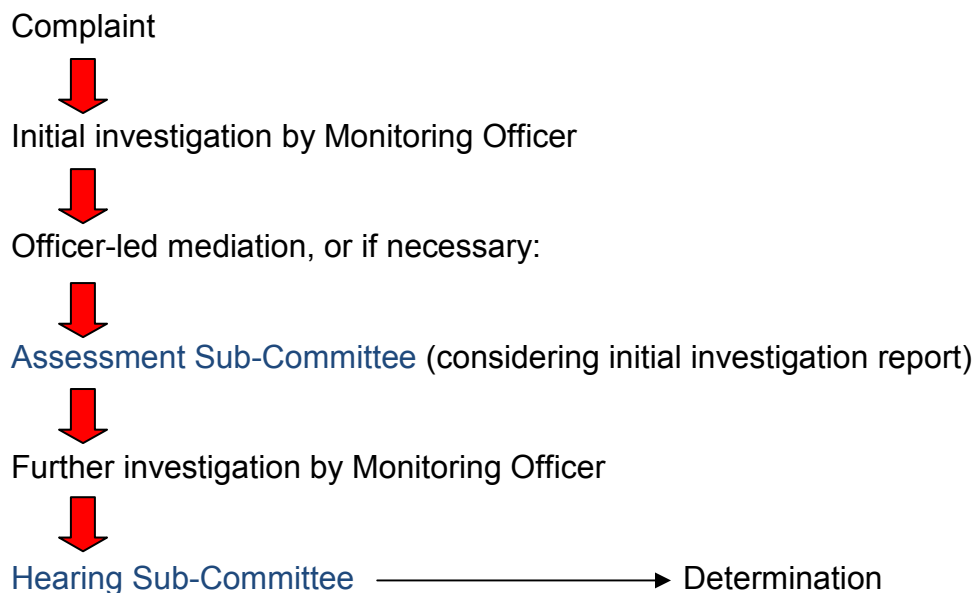 Complaint
Initial investigation by Monitoring Officer
Officer-led mediation, or if necessary:
Assessment Sub-Committee (considering initial investigation report)
Further investigation by Monitoring Officer
Hearing Sub-Committee Determination